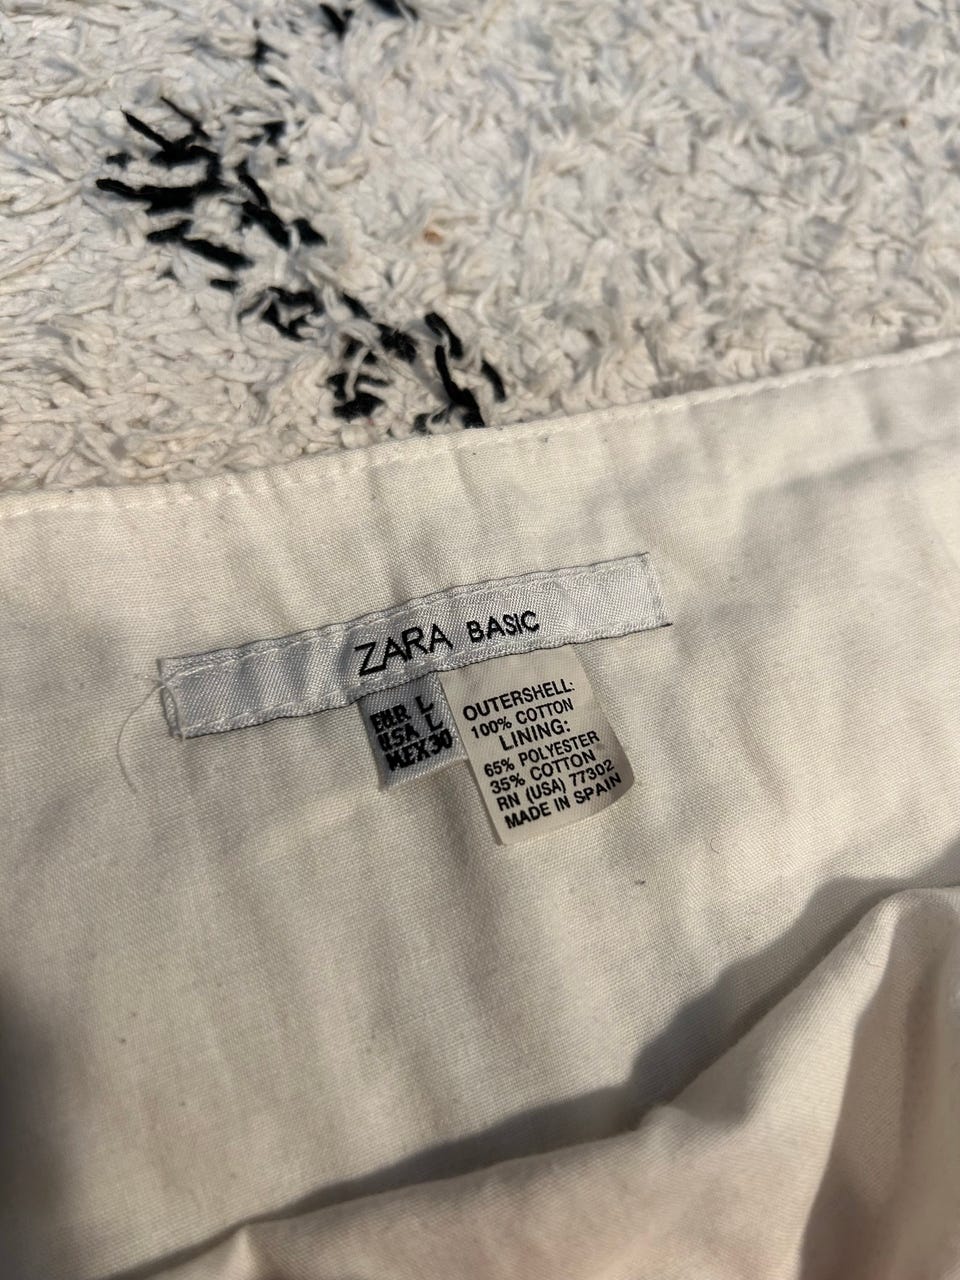 ZARA BASIC
EUR L
USA L
MEX 30
OUTERSHELL:
100% COTTON
LINING:
65% POLYESTER
35% COTTON
RN (USA) 77302
MADE IN SPAIN